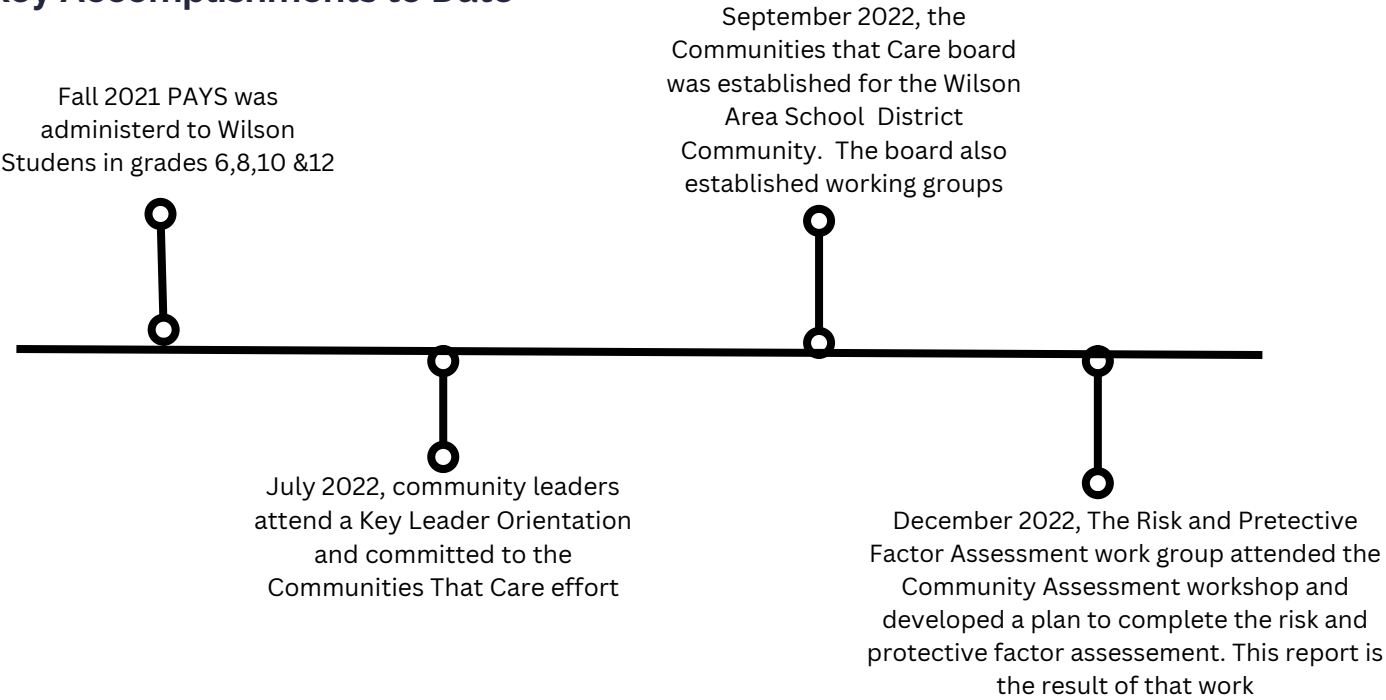 Key Accomplishments to Date
Fall 2021 PAYS was
administerd to Wilson
Studens in grades 6,8,10 &12
July 2022, community leaders
attend a Key Leader Orientation
and committed to the
Communities That Care effort
September 2022, the
Communities that Care board
was established for the Wilson
Area School  District
Community.  The board also
established working groups
December 2022, The Risk and Pretective
Factor Assessment work group attended the
Community Assessment workshop and
developed a plan to complete the risk and
protective factor assessement. This report is
the result of that work